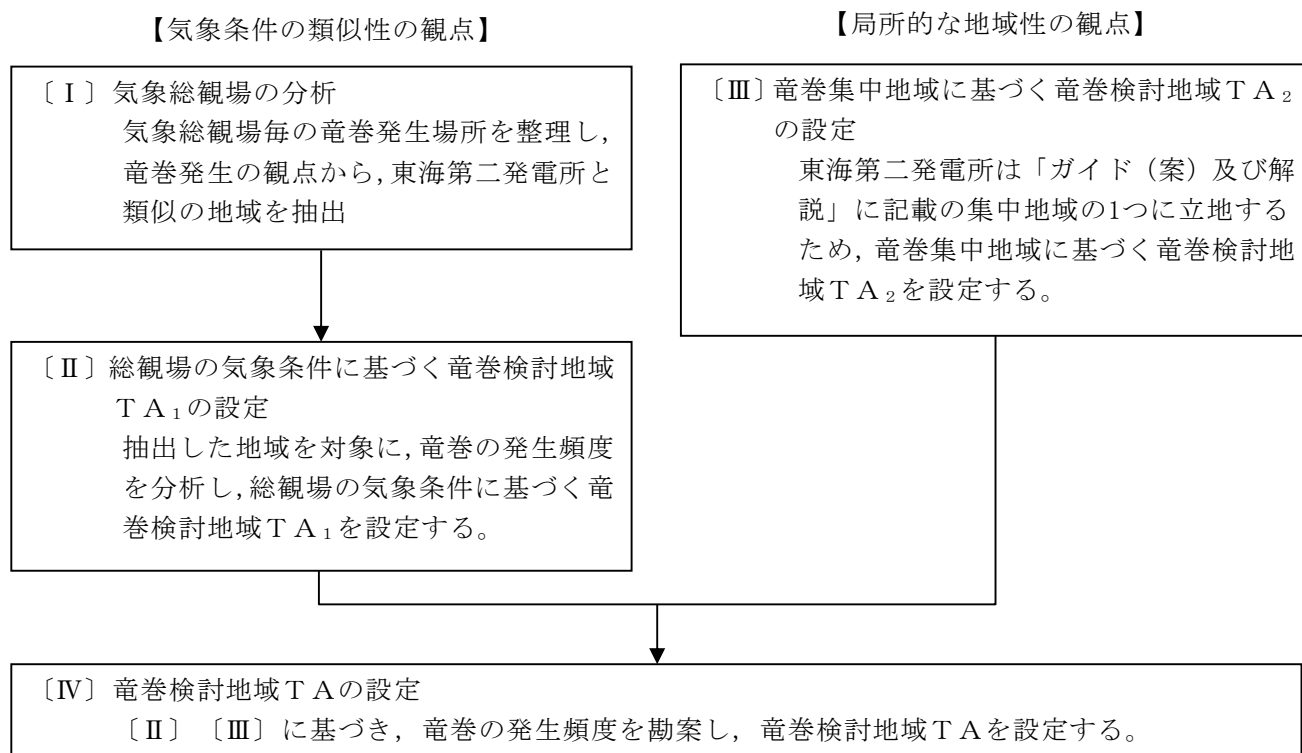 【気象条件の類似性の観点】
〔Ⅰ〕気象総観場の分析
気象総観場毎の竜巻発生場所を整理し,
竜巻発生の観点から,東海第二発電所と
類似の地域を抽出
〔Ⅱ〕総観場の気象条件に基づく竜巻検討地域
ＴＡ₁の設定
抽出した地域を対象に,竜巻の発生頻度
を分析し,総観場の気象条件に基づく竜
巻検討地域ＴＡ₁を設定する。
【局所的な地域性の観点】
〔Ⅲ〕竜巻集中地域に基づく竜巻検討地域ＴＡ₂
の設定
東海第二発電所は「ガイド（案）及び解
説」に記載の集中地域の1つに立地する
ため,竜巻集中地域に基づく竜巻検討地
域ＴＡ₂を設定する。
〔Ⅳ〕竜巻検討地域ＴＡの設定
〔Ⅱ〕〔Ⅲ〕に基づき，竜巻の発生頻度を勘案し，竜巻検討地域ＴＡを設定する。